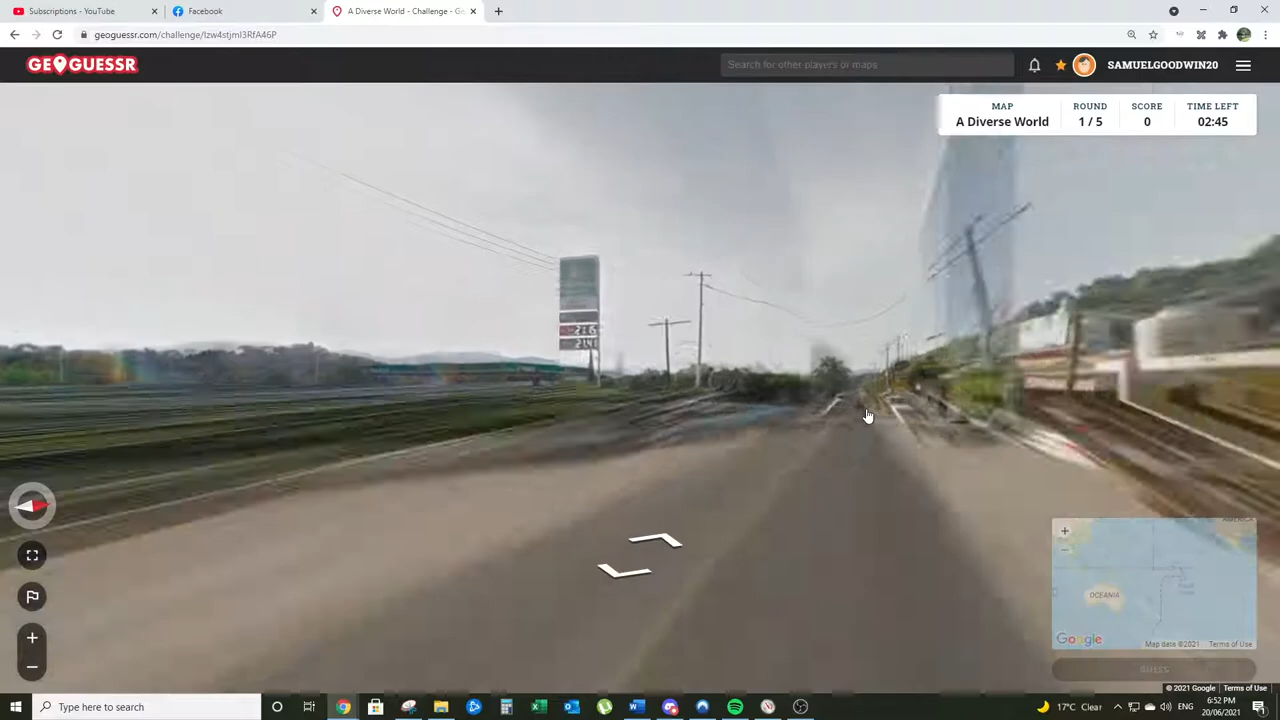 Subscriptions - YouTube
Facebook
A Diverse World - Challenge - Ge
geoguessr.com/challenge/Izw4stjmI3RfA46P
GEOGUESSR
Search for other players or maps
SAMUELGOODWIN20
MAP ROUND SCORE TIME LEFT
A Diverse World 1 / 5 0 02:45
OCEANIA
Google Map data ©2021 Terms of Use
GUESS
© 2021 Google Terms of Use
Type here to search
17°C Clear
ENG
6:52 PM
20/06/2021